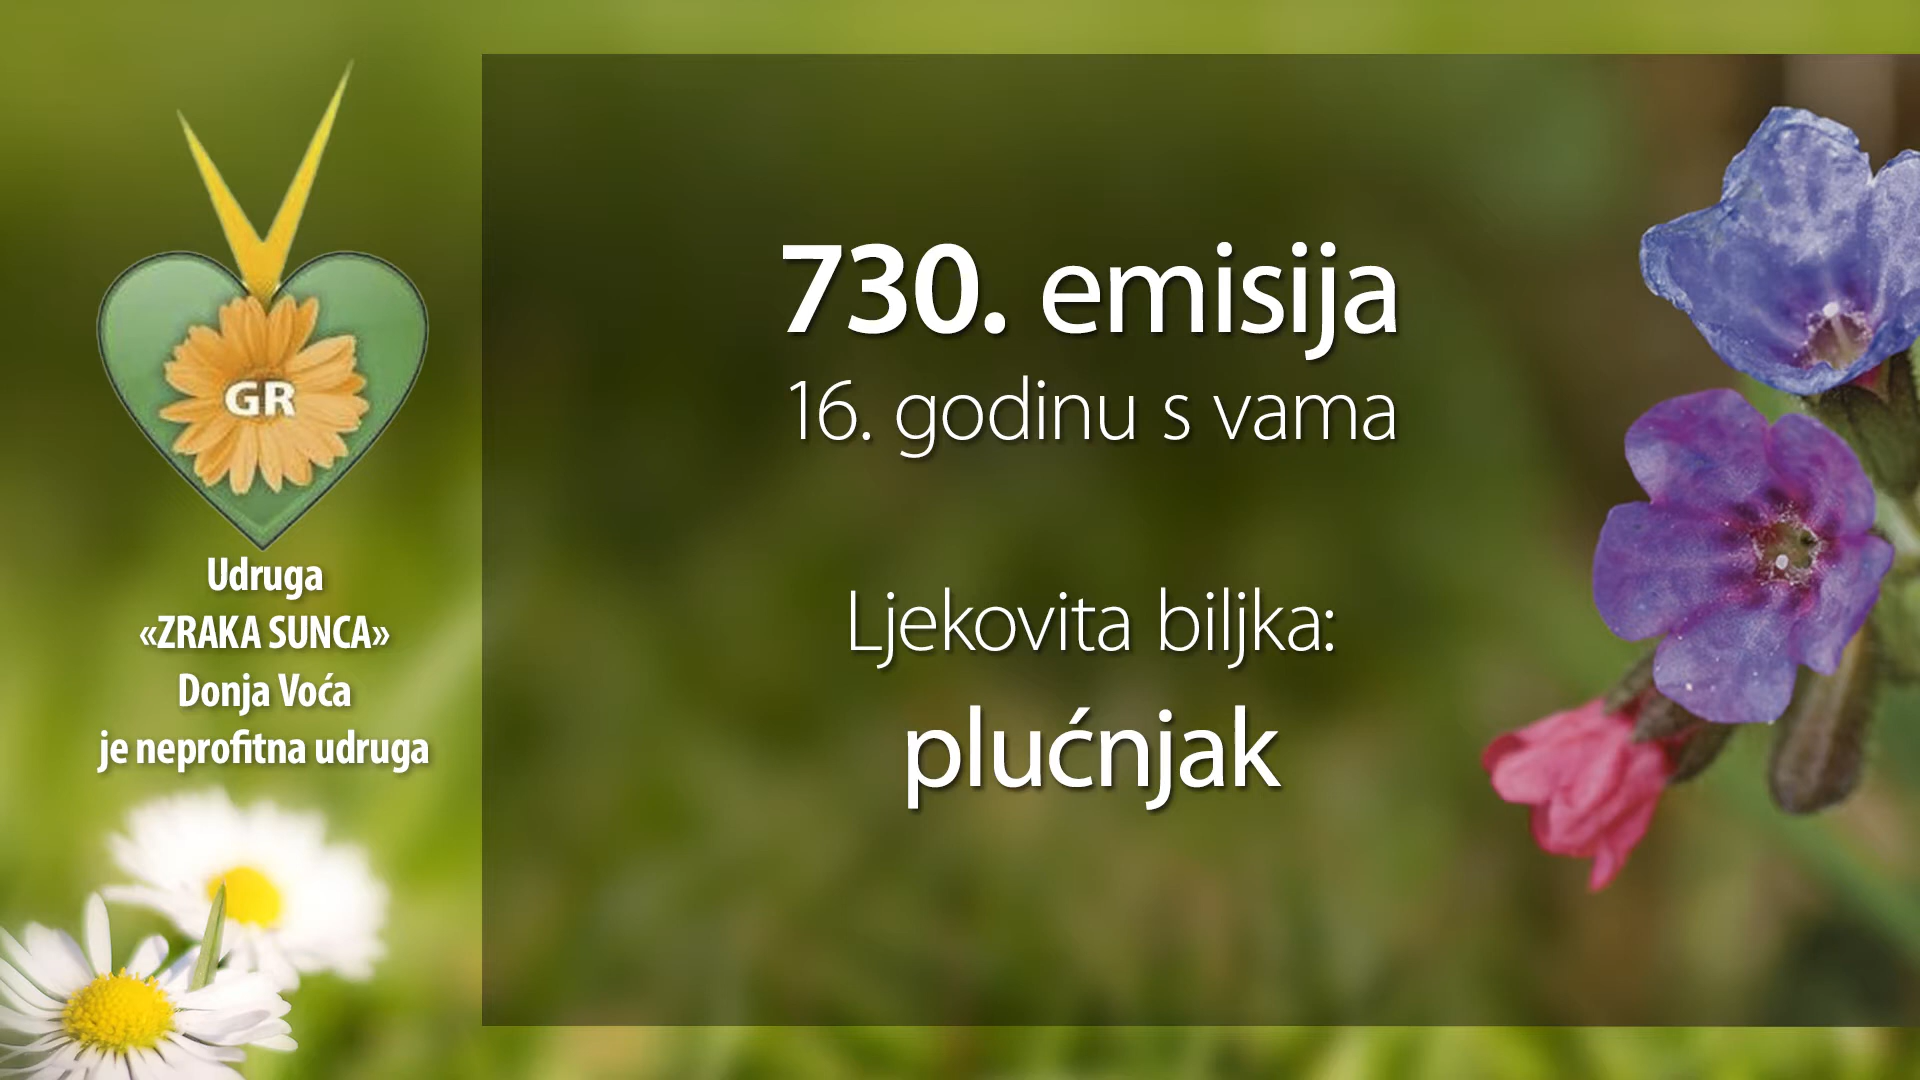 GR
Udruga
«ZRAKA SUNCA»
Donja Voća
je neprofitna udruga
730. emisija
16. godinu s vama
Ljekovita biljka:
plućnjak